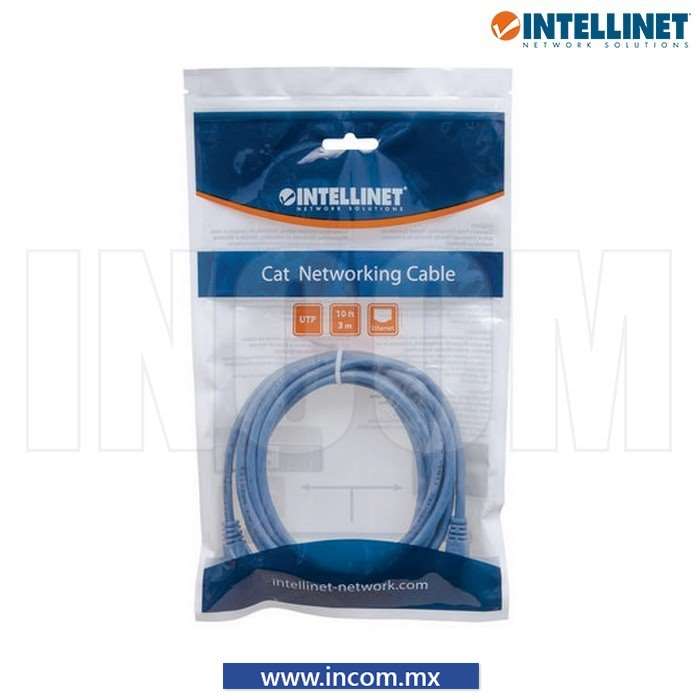 INTELLINET
NETWORK SOLUTIONS
INTELLINET
NETWORK SOLUTIONS
Cat Networking Cable
UTP
10 ft
3 m
Ethernet
INCOM
intellinet-network.com
www.incom.mx